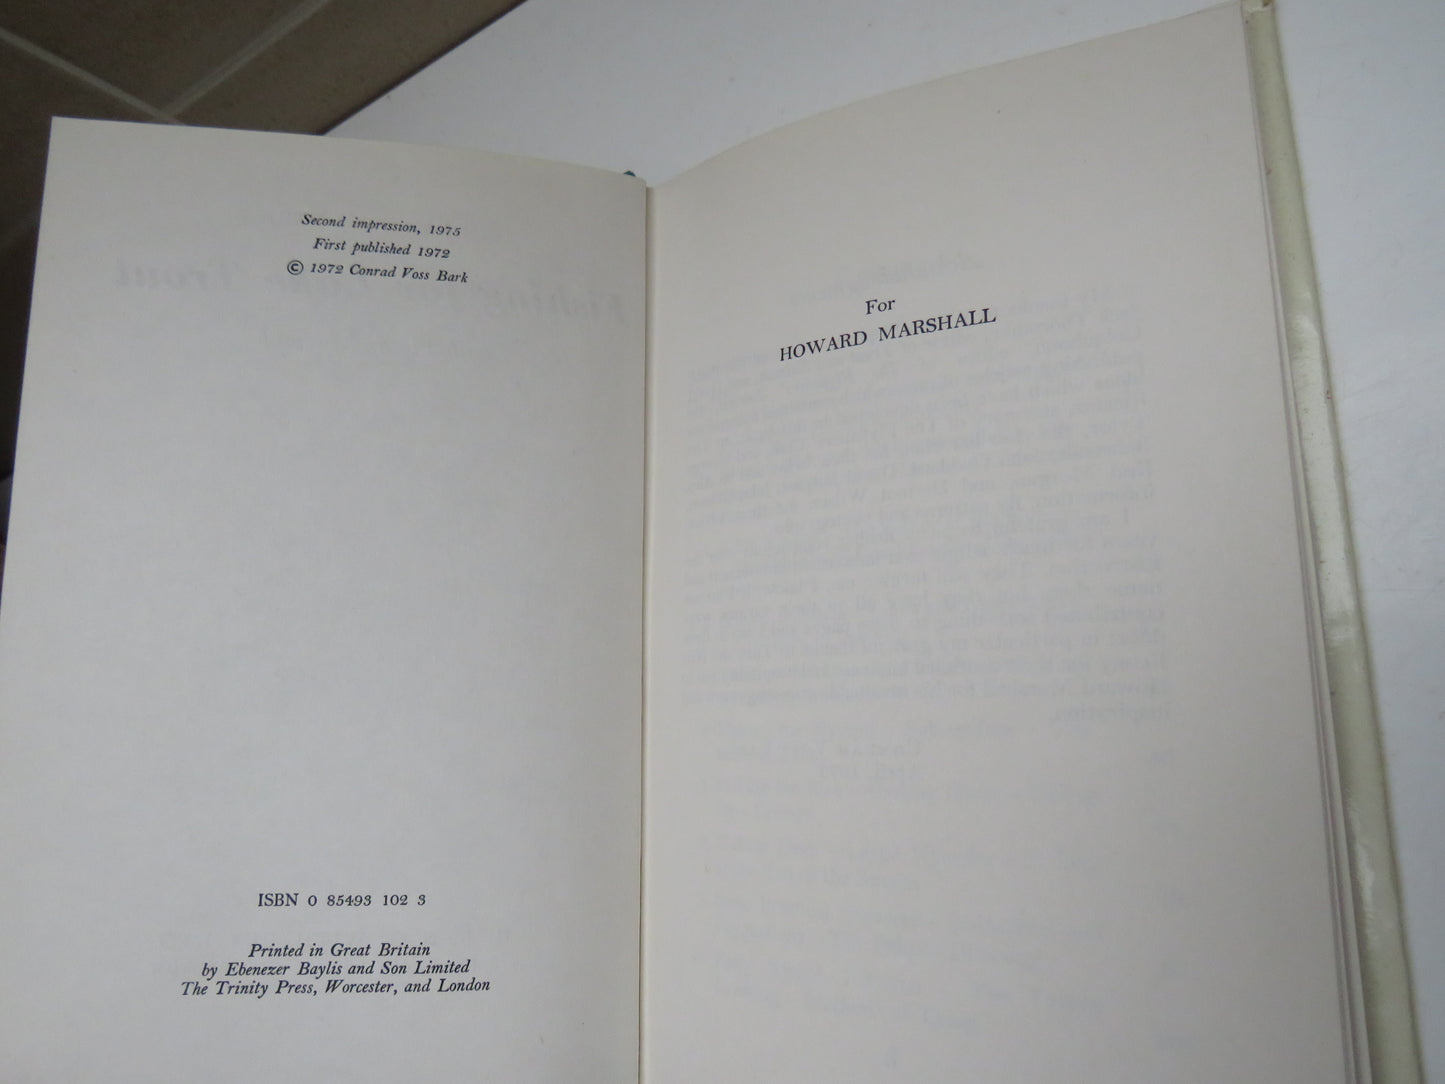 Second impression, 1975
First published 1972
© 1972 Conrad Voss Bark
ISBN 0 85493 102 3
Printed in Great Britain
by Ebenezer Baylis and Son Limited
The Trinity Press, Worcester, and London
For
HOWARD MARSHALL